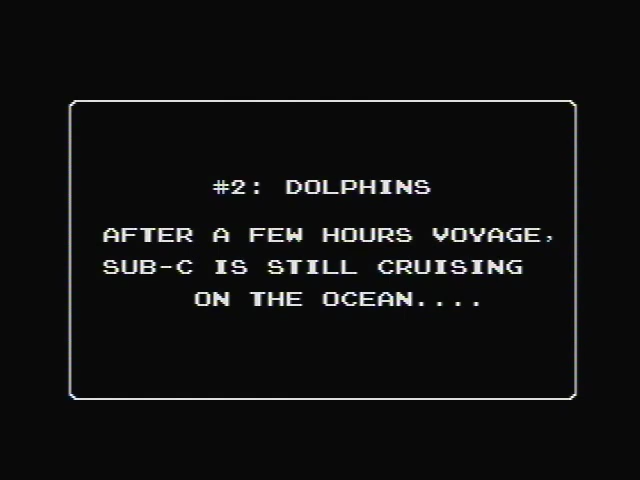 #2: DOLPHINS
AFTER A FEW HOURS VOYAGE,
SUB-C IS STILL CRUISING
ON THE OCEAN....